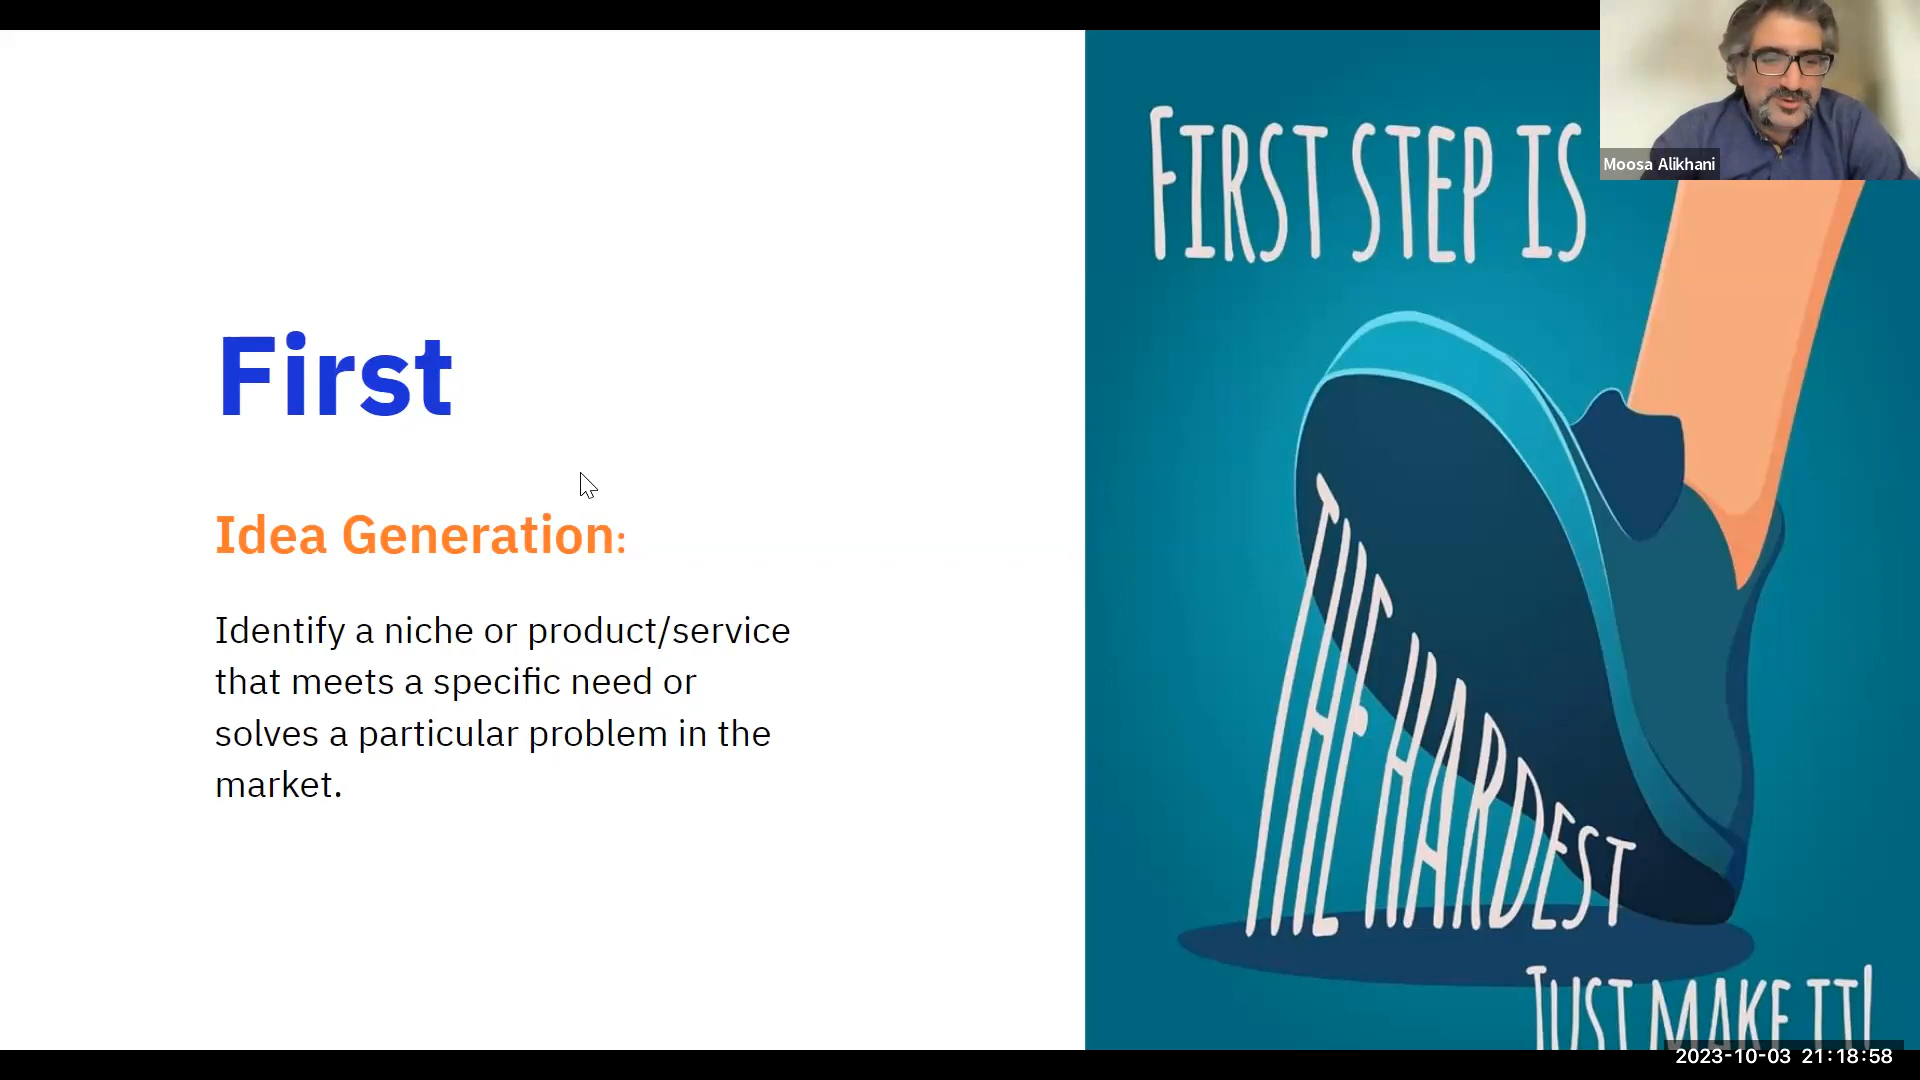 First
Idea Generation:
Identify a niche or product/service
that meets a specific need or
solves a particular problem in the
market.
FIRST STEP IS
THE HARDEST
JUST MAKE IT!
Moosa Alikhani
2023-10-03 21:18:58